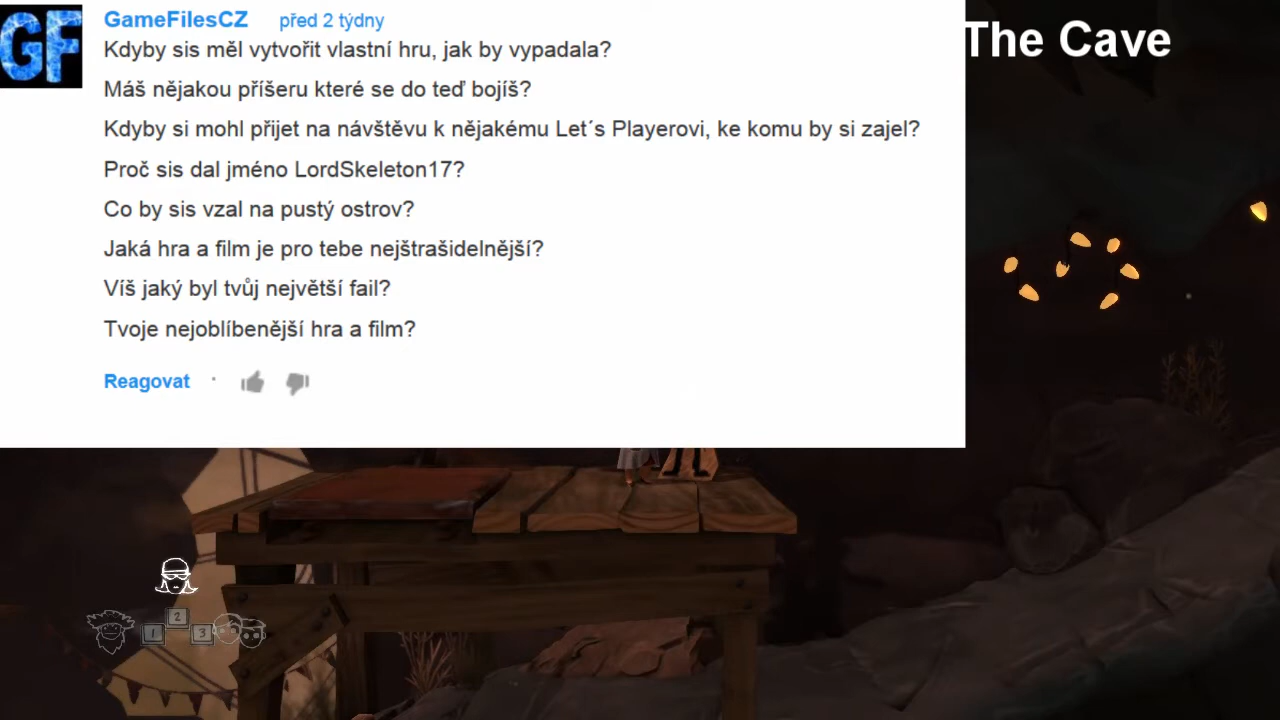 GF
GameFilesCZ před 2 týdny
The Cave
Kdyby sis měl vytvořit vlastní hru, jak by vypadala?
Máš nějakou příšeru které se do teď bojíš?
Kdyby si mohl přijet na návštěvu k nějakému Let´s Playerovi, ke komu by si zajel?
Proč sis dal jméno LordSkeleton17?
Co by sis vzal na pustý ostrov?
Jaká hra a film je pro tebe nejštrašidelnější?
Víš jaký byl tvůj největší fail?
Tvoje nejoblíbenější hra a film?
Reagovat ·
2
1 3